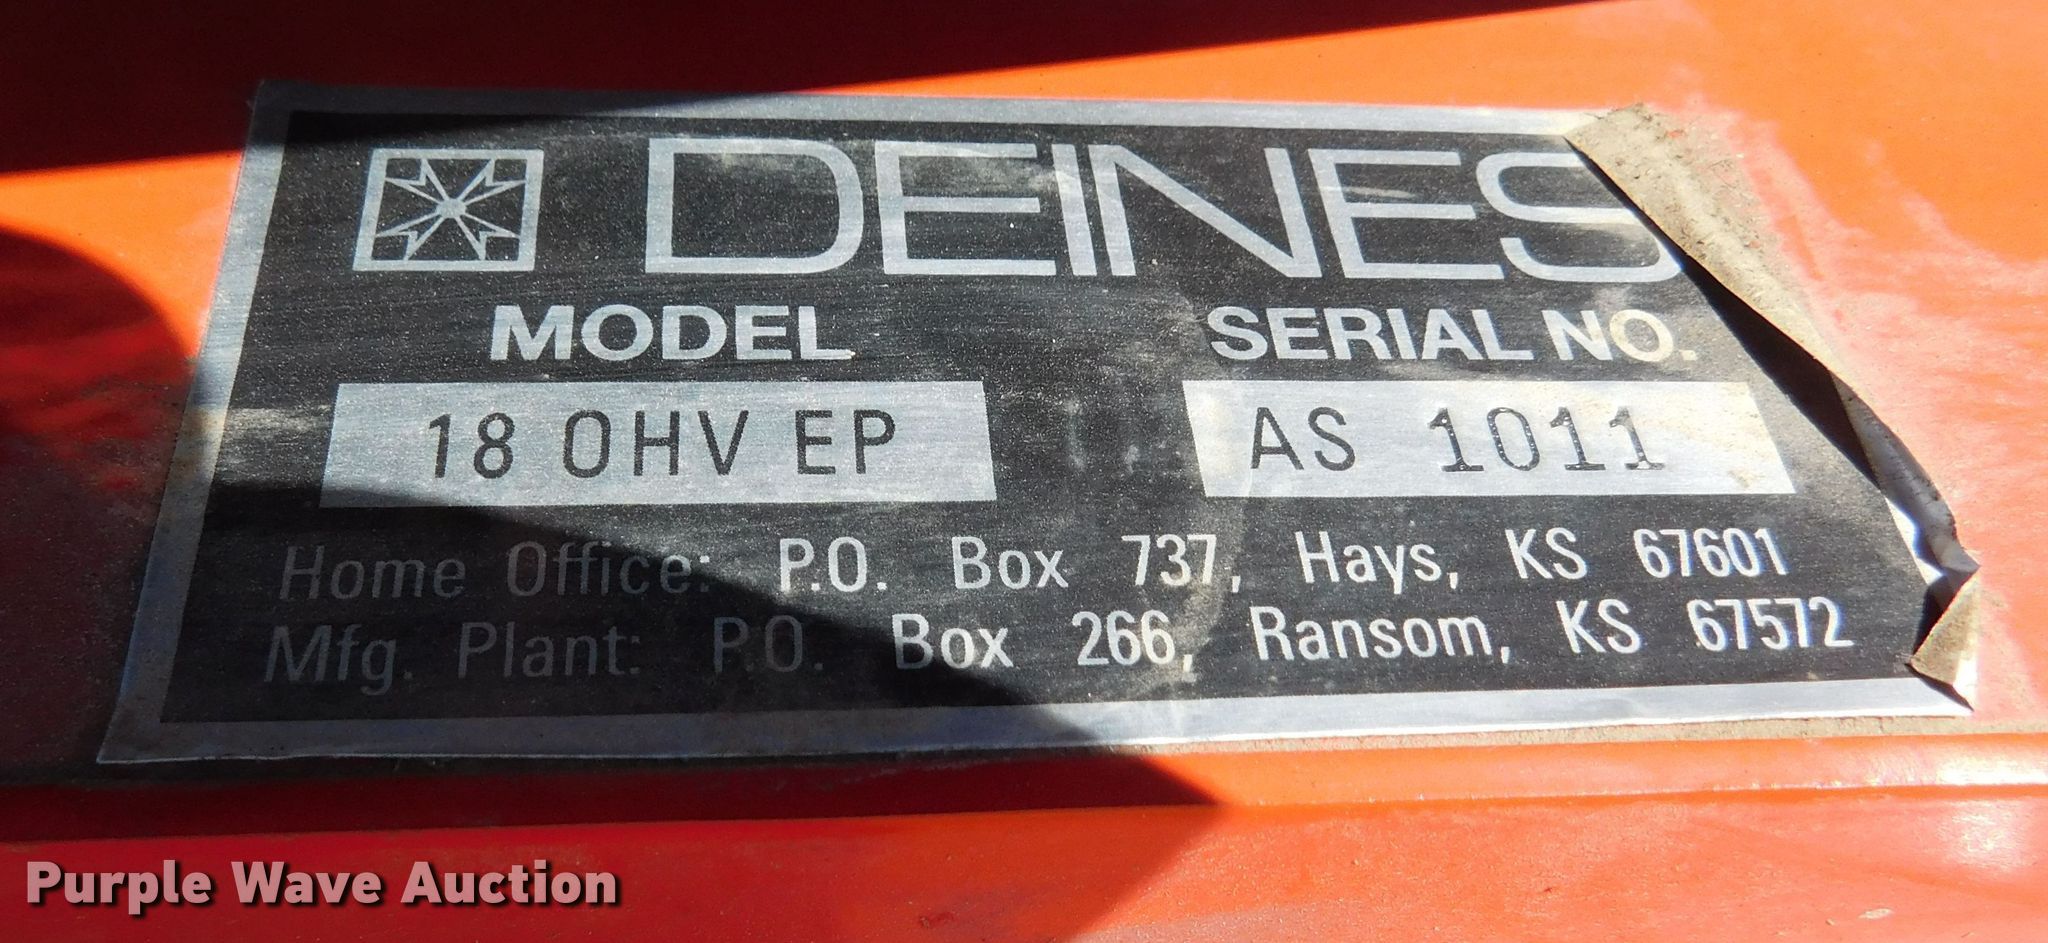 DEINES
MODEL SERIAL NO.
18 OHV EP AS 1011
Home Office: P.O. Box 737, Hays, KS 67601
Mfg. Plant: P.O. Box 266, Ransom, KS 67572
Purple Wave Auction